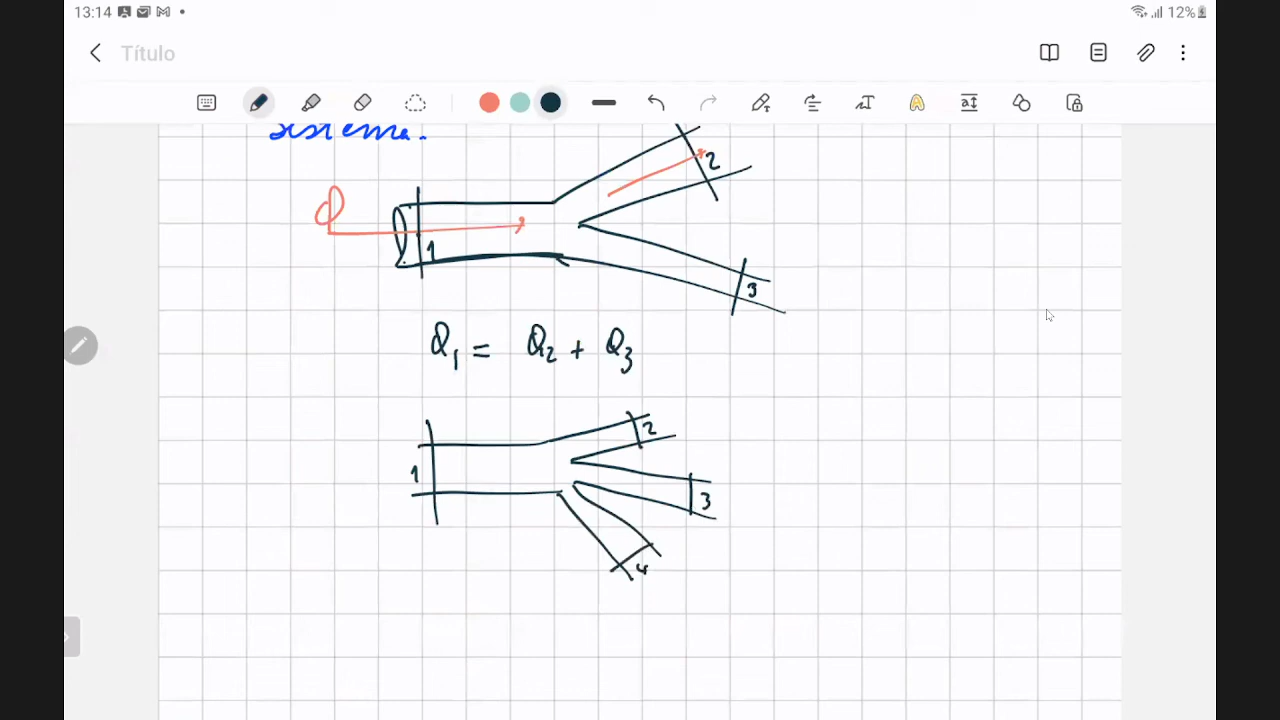 13:14 12%
Título
sistema.
2
Q
1
3
Q₁ = Q₂ + Q₃
2
1
3
4